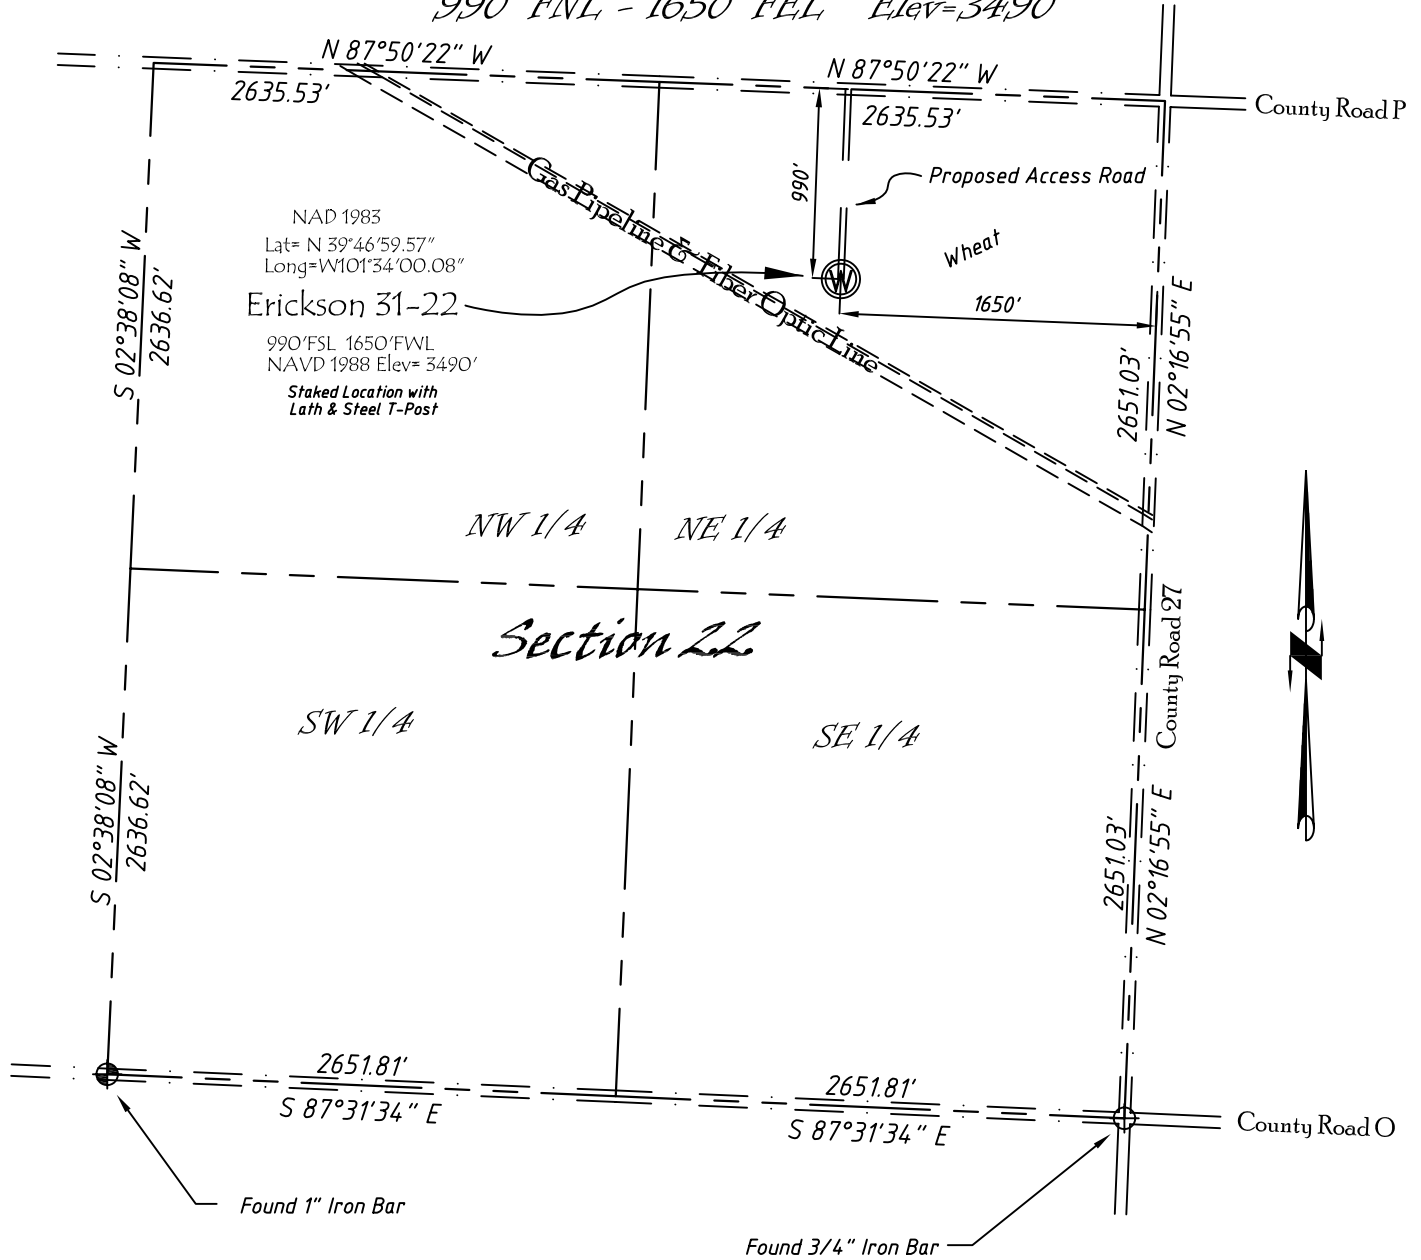 990' FNL - 1650' FEL Elev=3490'
N 87°50'22" W
2635.53'
N 87°50'22" W
2635.53'
County Road P
990'
Proposed Access Road
Gas Pipeline & Fiber Optic Line
NAD 1983
Lat= N 39°46'59.57"
Long=W101°34'00.08"
Erickson 31-22
990'FSL 1650'FWL
NAVD 1988 Elev= 3490'
Staked Location with
Lath & Steel T-Post
Wheat
W
1650'
S 02°38'08" W
2636.62'
2651.03'
N 02°16'55" E
NW 1/4
NE 1/4
Section 22
County Road 27
SW 1/4
SE 1/4
S 02°38'08" W
2636.62'
2651.03'
N 02°16'55" E
2651.81'
S 87°31'34" E
2651.81'
S 87°31'34" E
County Road O
Found 1" Iron Bar
Found 3/4" Iron Bar